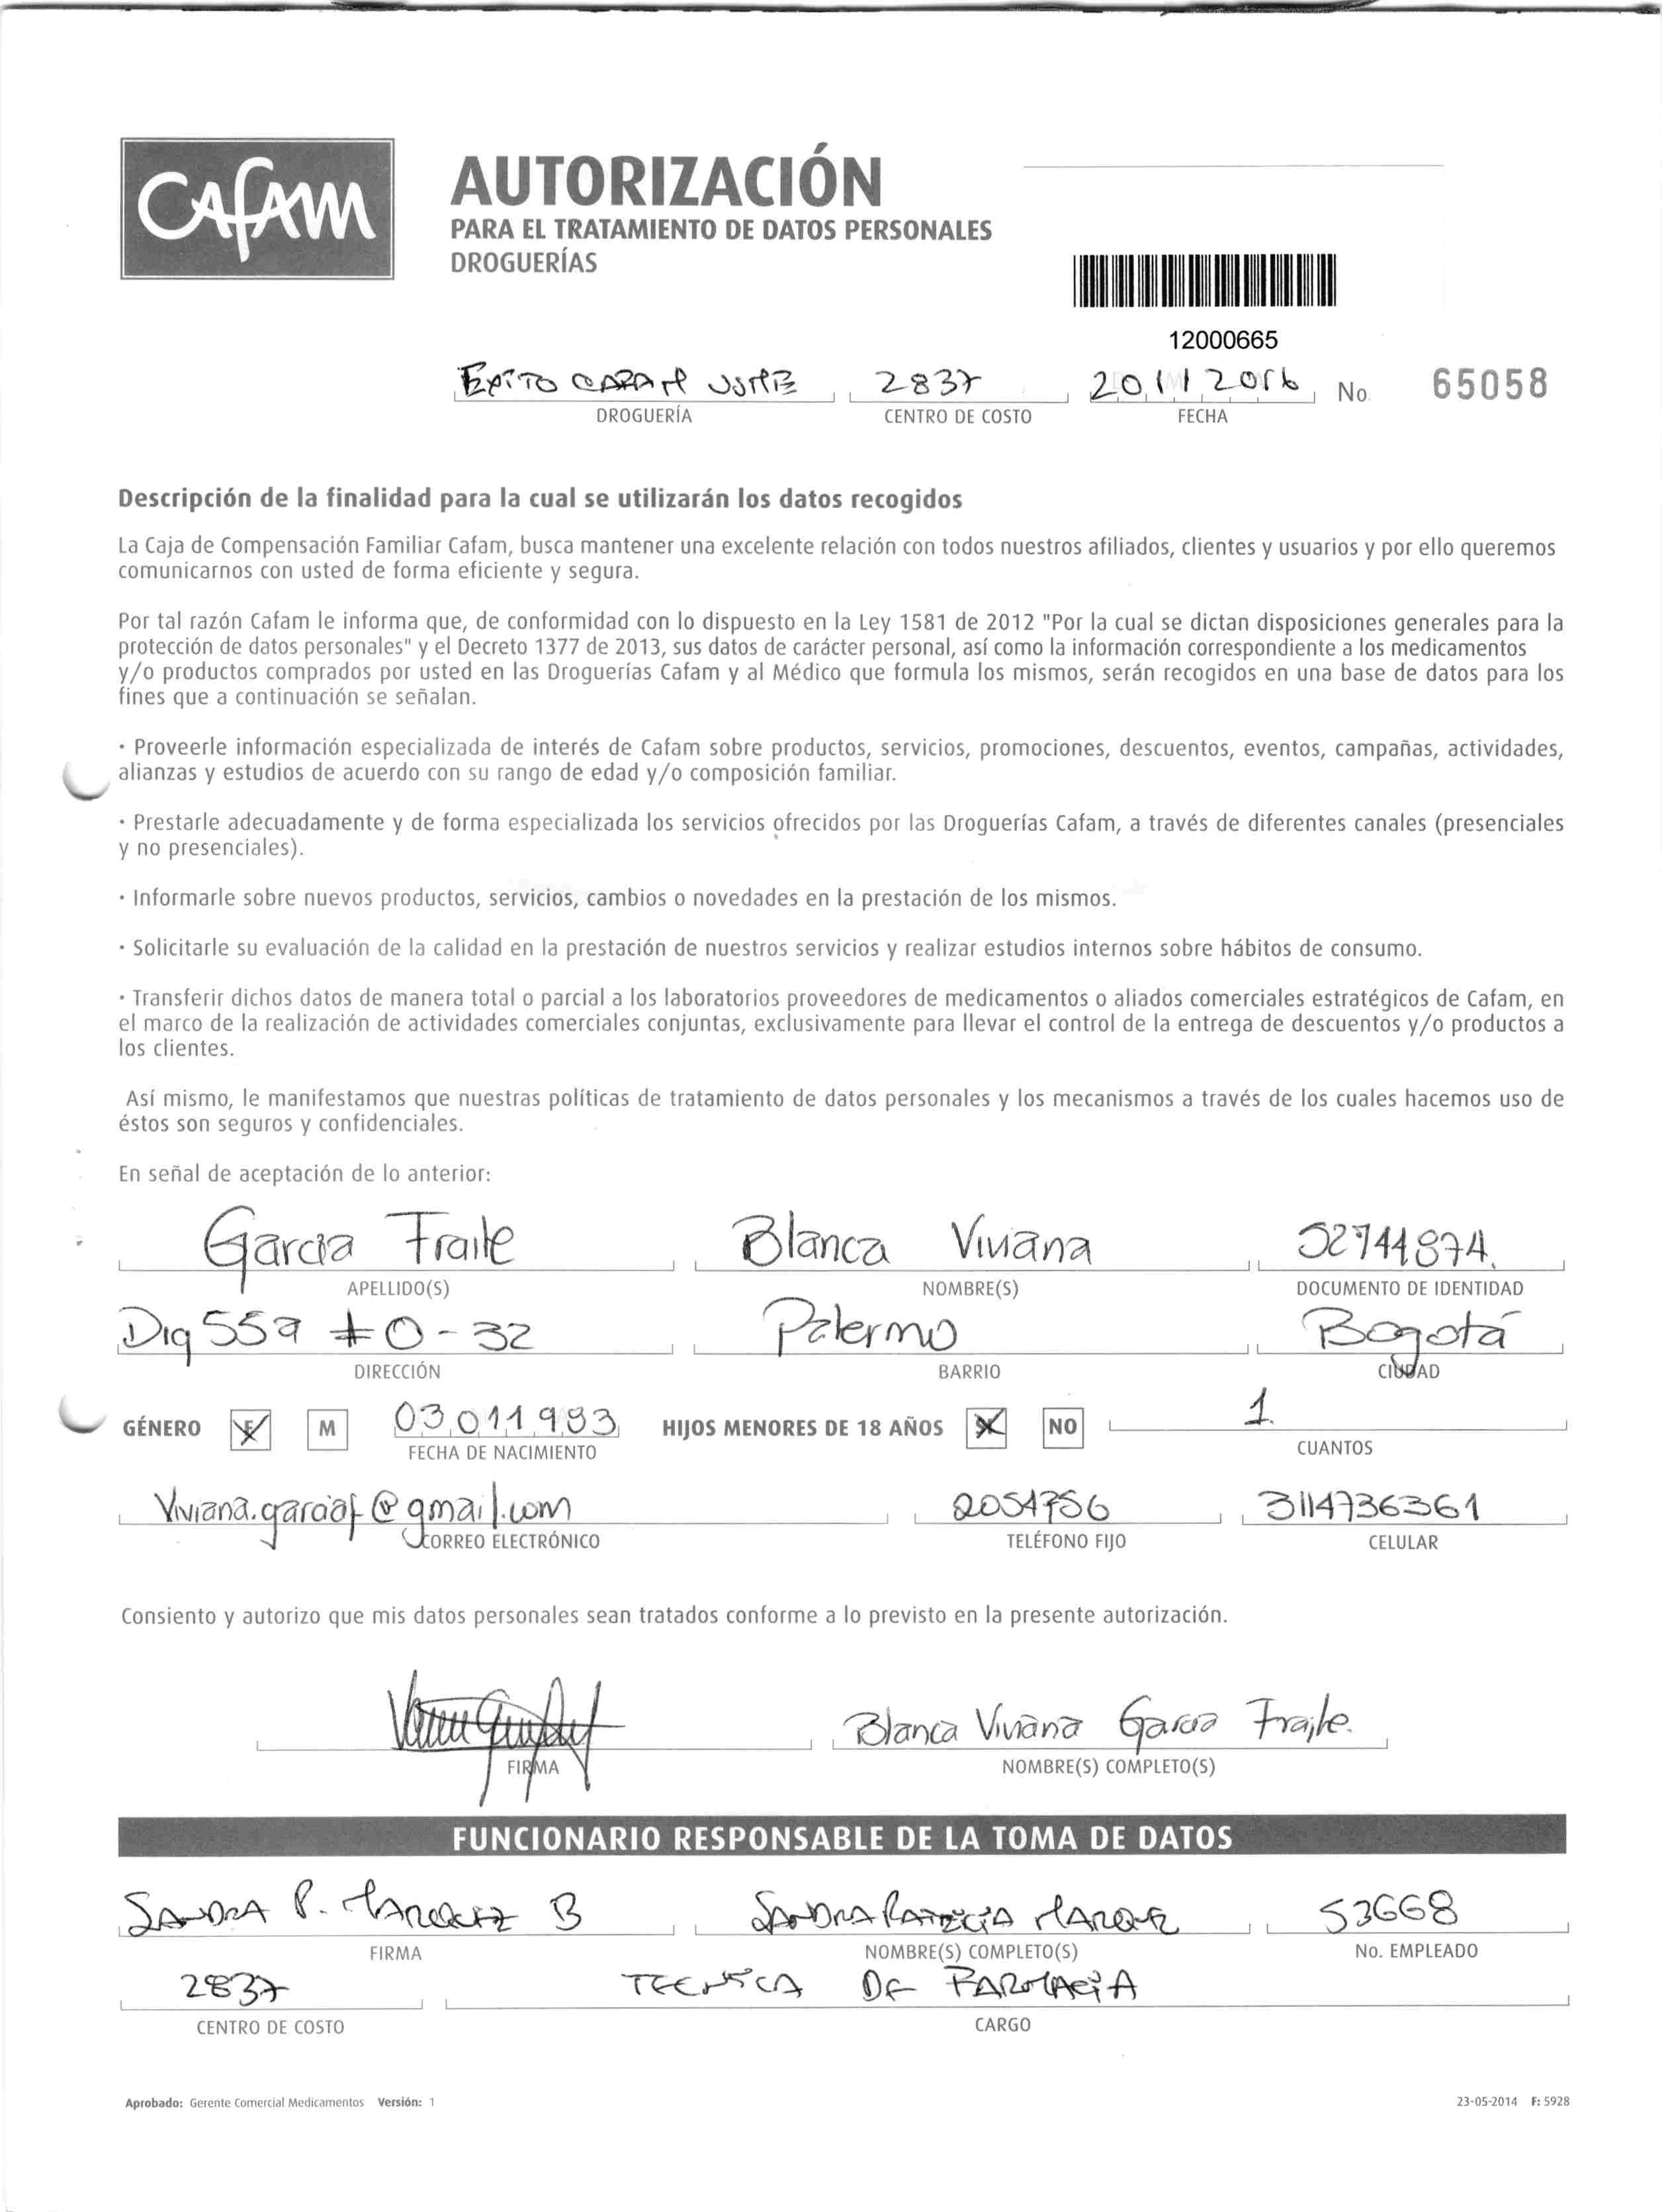 CAfAM
AUTORIZACIÓN
PARA EL TRATAMIENTO DE DATOS PERSONALES
DROGUERÍAS
12000665
EXITO 2837 20 11 2016 No. 65058
DROGUERÍA CENTRO DE COSTO FECHA
Descripción de la finalidad para la cual se utilizarán los datos recogidos
La Caja de Compensación Familiar Cafam, busca mantener una excelente relación con todos nuestros afiliados, clientes y usuarios y por ello queremos
comunicarnos con usted de forma eficiente y segura.
Por tal razón Cafam le informa que, de conformidad con lo dispuesto en la Ley 1581 de 2012 "Por la cual se dictan disposiciones generales para la
protección de datos personales" y el Decreto 1377 de 2013, sus datos de carácter personal, así como la información correspondiente a los medicamentos
y/o productos comprados por usted en las Droguerías Cafam y al Médico que formula los mismos, serán recogidos en una base de datos para los
fines que a continuación se señalan.
· Proveerle información especializada de interés de Cafam sobre productos, servicios, promociones, descuentos, eventos, campañas, actividades,
alianzas y estudios de acuerdo con su rango de edad y/o composición familiar.
· Prestarle adecuadamente y de forma especializada los servicios ofrecidos por las Droguerías Cafam, a través de diferentes canales (presenciales
y no presenciales).
· Informarle sobre nuevos productos, servicios, cambios o novedades en la prestación de los mismos.
· Solicitarle su evaluación de la calidad en la prestación de nuestros servicios y realizar estudios internos sobre hábitos de consumo.
· Transferir dichos datos de manera total o parcial a los laboratorios proveedores de medicamentos o aliados comerciales estratégicos de Cafam, en
el marco de la realización de actividades comerciales conjuntas, exclusivamente para llevar el control de la entrega de descuentos y/o productos a
los clientes.
Así mismo, le manifestamos que nuestras políticas de tratamiento de datos personales y los mecanismos a través de los cuales hacemos uso de
éstos son seguros y confidenciales.
En señal de aceptación de lo anterior:
Garcia Fraile Blanca Viviana 52744874.
APELLIDO(S) NOMBRE(S) DOCUMENTO DE IDENTIDAD
Diq 55a # 0 - 32 Palermo Bogotá
DIRECCIÓN BARRIO CIUDAD
GÉNERO F M 03 01 1983 HIJOS MENORES DE 18 AÑOS SI NO 1
FECHA DE NACIMIENTO CUANTOS
Viviana.garciaf@gmail.com 2051756 3114736361
CORREO ELECTRÓNICO TELÉFONO FIJO CELULAR
Consiento y autorizo que mis datos personales sean tratados conforme a lo previsto en la presente autorización.
Blanca Viviana Garcia Fraile.
FIRMA NOMBRE(S) COMPLETO(S)
FUNCIONARIO RESPONSABLE DE LA TOMA DE DATOS
SANDRA P. MARQUEZ B SANDRA PATRICIA MARQUEZ 53668
FIRMA NOMBRE(S) COMPLETO(S) No. EMPLEADO
2837 TECNICA DE FARMACIA
CENTRO DE COSTO CARGO
Aprobado: Gerente Comercial Medicamentos Versión: 1 23-05-2014 F: 5928